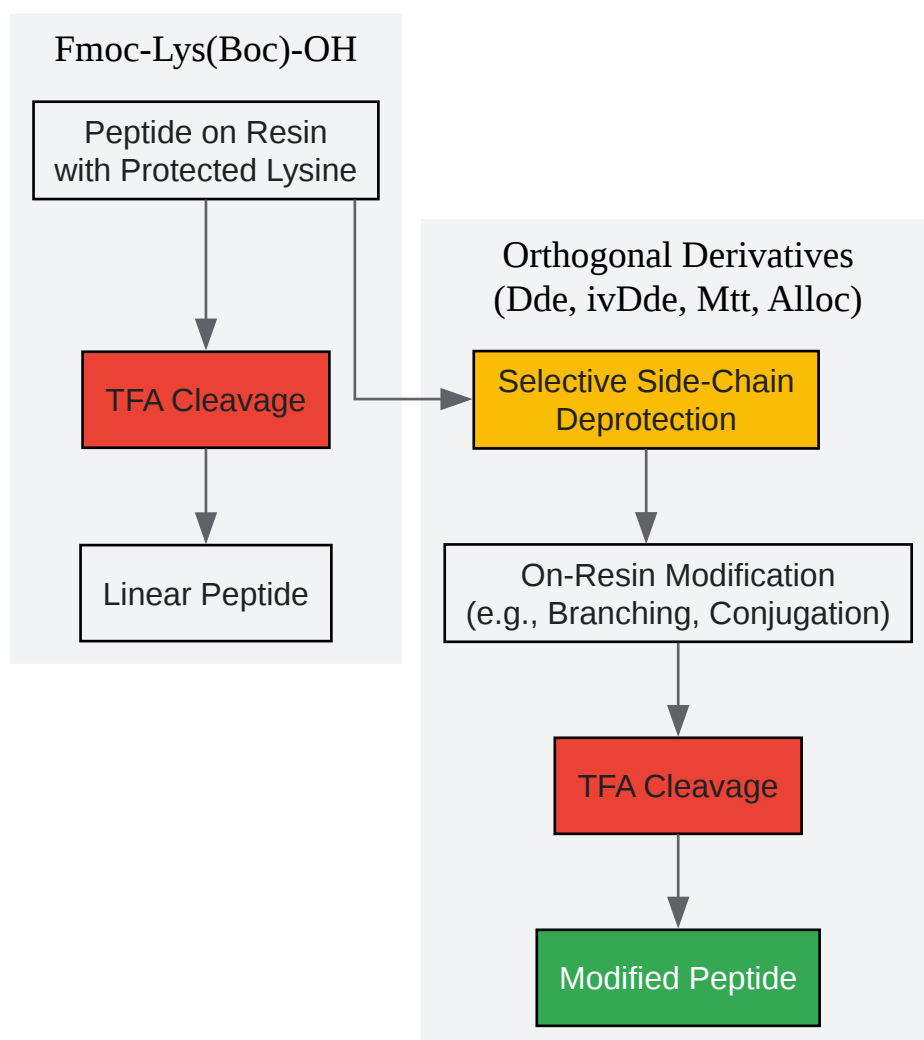 Fmoc-Lys(Boc)-OH
Peptide on Resin
with Protected Lysine
TFA Cleavage
Linear Peptide
Orthogonal Derivatives
(Dde, ivDde, Mtt, Alloc)
Selective Side-Chain
Deprotection
On-Resin Modification
(e.g., Branching, Conjugation)
TFA Cleavage
Modified Peptide